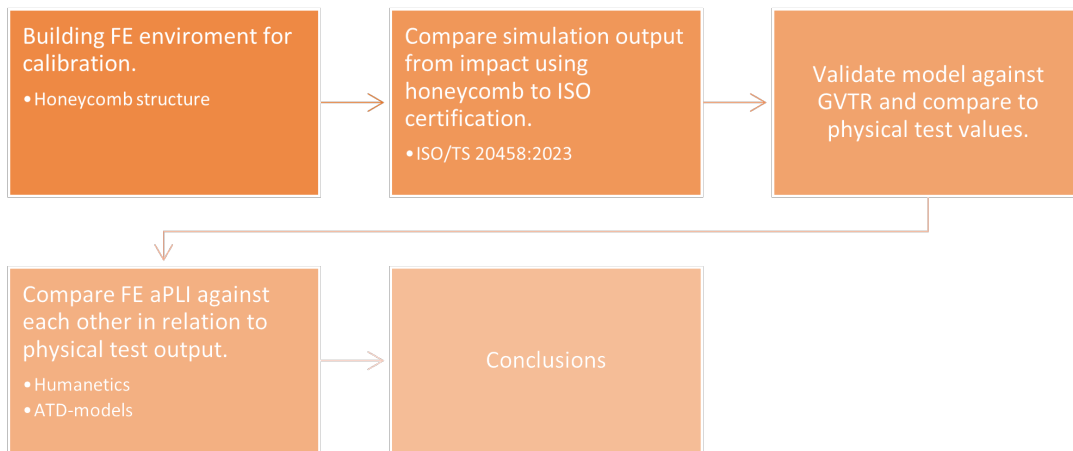 Building FE enviroment for
calibration.
• Honeycomb structure
Compare simulation output
from impact using
honeycomb to ISO
certification.
• ISO/TS 20458:2023
Validate model against
GVTR and compare to
physical test values.
Compare FE aPLI against
each other in relation to
physical test output.
• Humanetics
• ATD-models
Conclusions